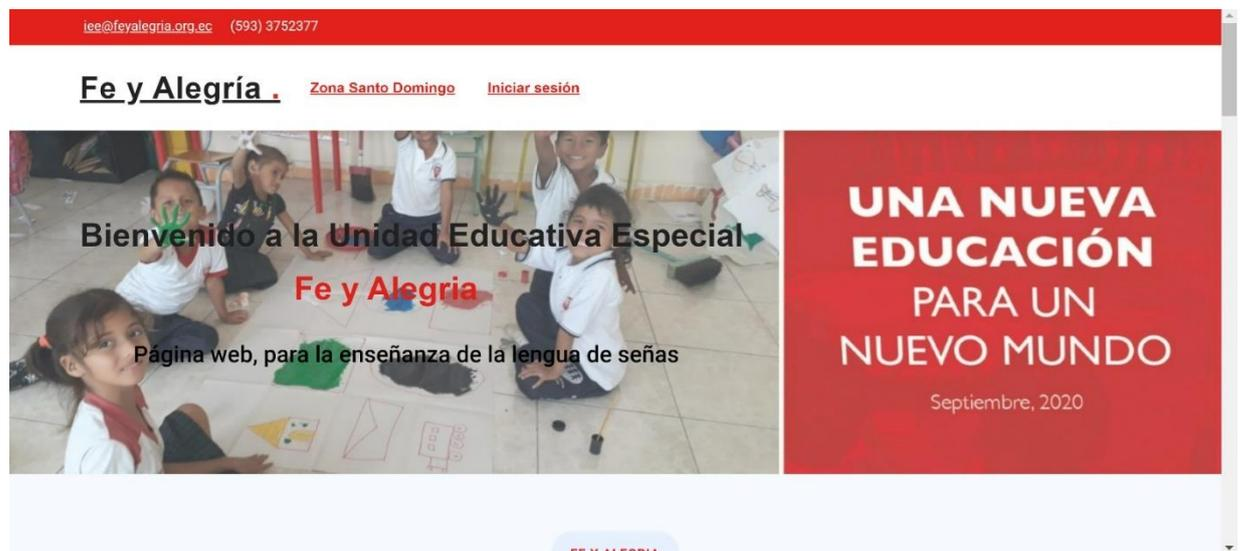 iee@feyalegria.org.ec (593) 3752377
Fe y Alegría . Zona Santo Domingo Iniciar sesión
Bienvenido a la Unidad Educativa Especial
Fe y Alegria
Página web, para la enseñanza de la lengua de señas
UNA NUEVA
EDUCACIÓN
PARA UN
NUEVO MUNDO
Septiembre, 2020
FE Y ALEGRIA